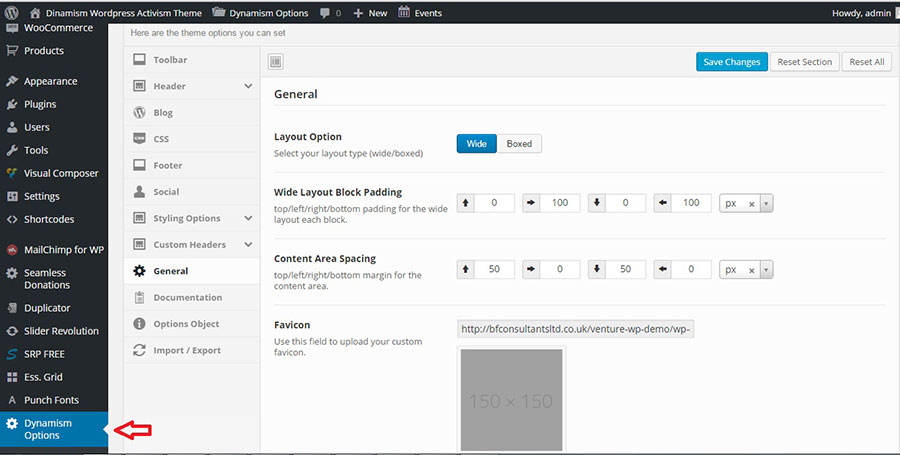 Dinamism Wordpress Activism Theme
Dynamism Options
0
New
Events
Howdy, admin
WooCommerce
Products
Appearance
Plugins
Users
Tools
Visual Composer
Settings
Shortcodes
MailChimp for WP
Seamless
Donations
Duplicator
Slider Revolution
SRP FREE
Ess. Grid
Punch Fonts
Dynamism
Options
Here are the theme options you can set
Toolbar
Header
Blog
CSS
Footer
Social
Styling Options
Custom Headers
General
Documentation
Options Object
Import / Export
Save Changes
Reset Section
Reset All
General
Layout Option
Select your layout type (wide/boxed)
Wide
Boxed
Wide Layout Block Padding
top/left/right/bottom padding for the wide
layout each block.
0
100
0
100
px
Content Area Spacing
top/left/right/bottom margin for the
content area.
50
0
50
0
px
Favicon
Use this field to upload your custom
favicon.
http://bfconsultantsltd.co.uk/venture-wp-demo/wp-
150 × 150